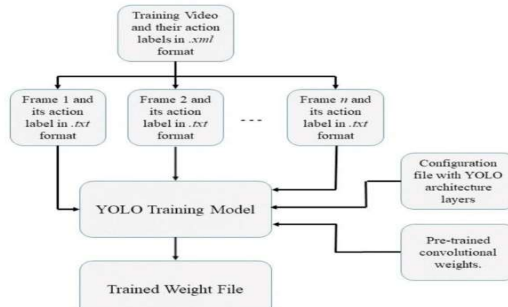 Training Video
and their action
labels in .xml
format
Frame 1 and
its action
label in .txt
format
Frame 2 and
its action
label in .txt
format
- - -
Frame n and
its action
label in .txt
format
Configuration
file with YOLO
architecture
layers
YOLO Training Model
Pre-trained
convolutional
weights.
Trained Weight File